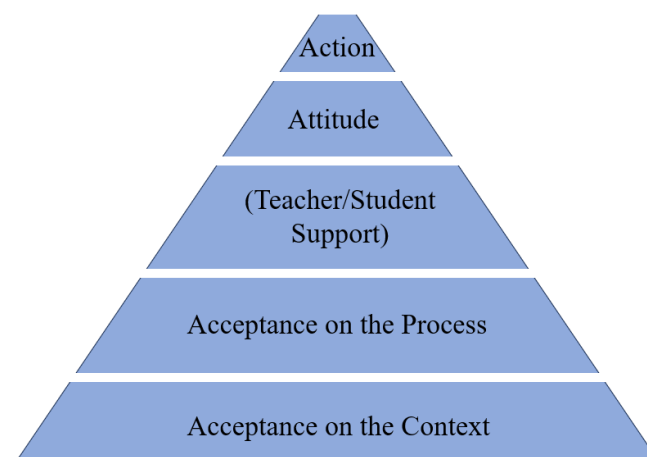 Action
Attitude
(Teacher/Student
Support)
Acceptance on the Process
Acceptance on the Context